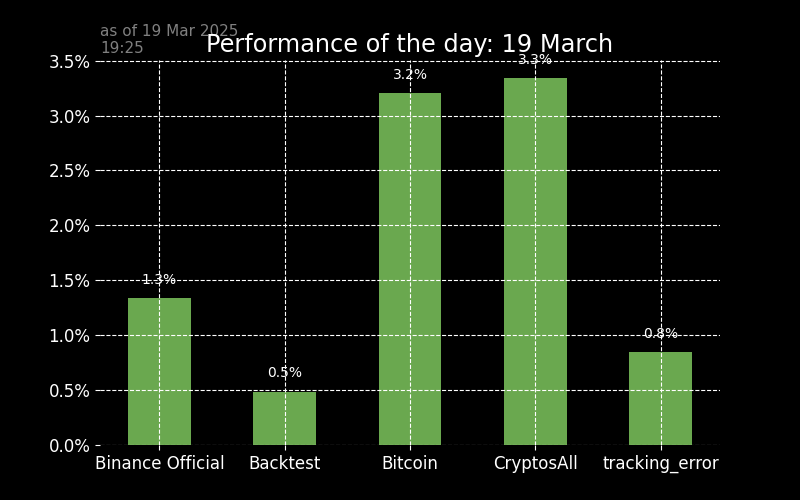 as of 19 Mar 2025
19:25
Performance of the day: 19 March
3.5%
3.0%
2.5%
2.0%
1.5%
1.0%
0.5%
0.0%
1.3%
0.5%
3.2%
3.3%
0.8%
Binance Official
Backtest
Bitcoin
CryptosAll
tracking_error